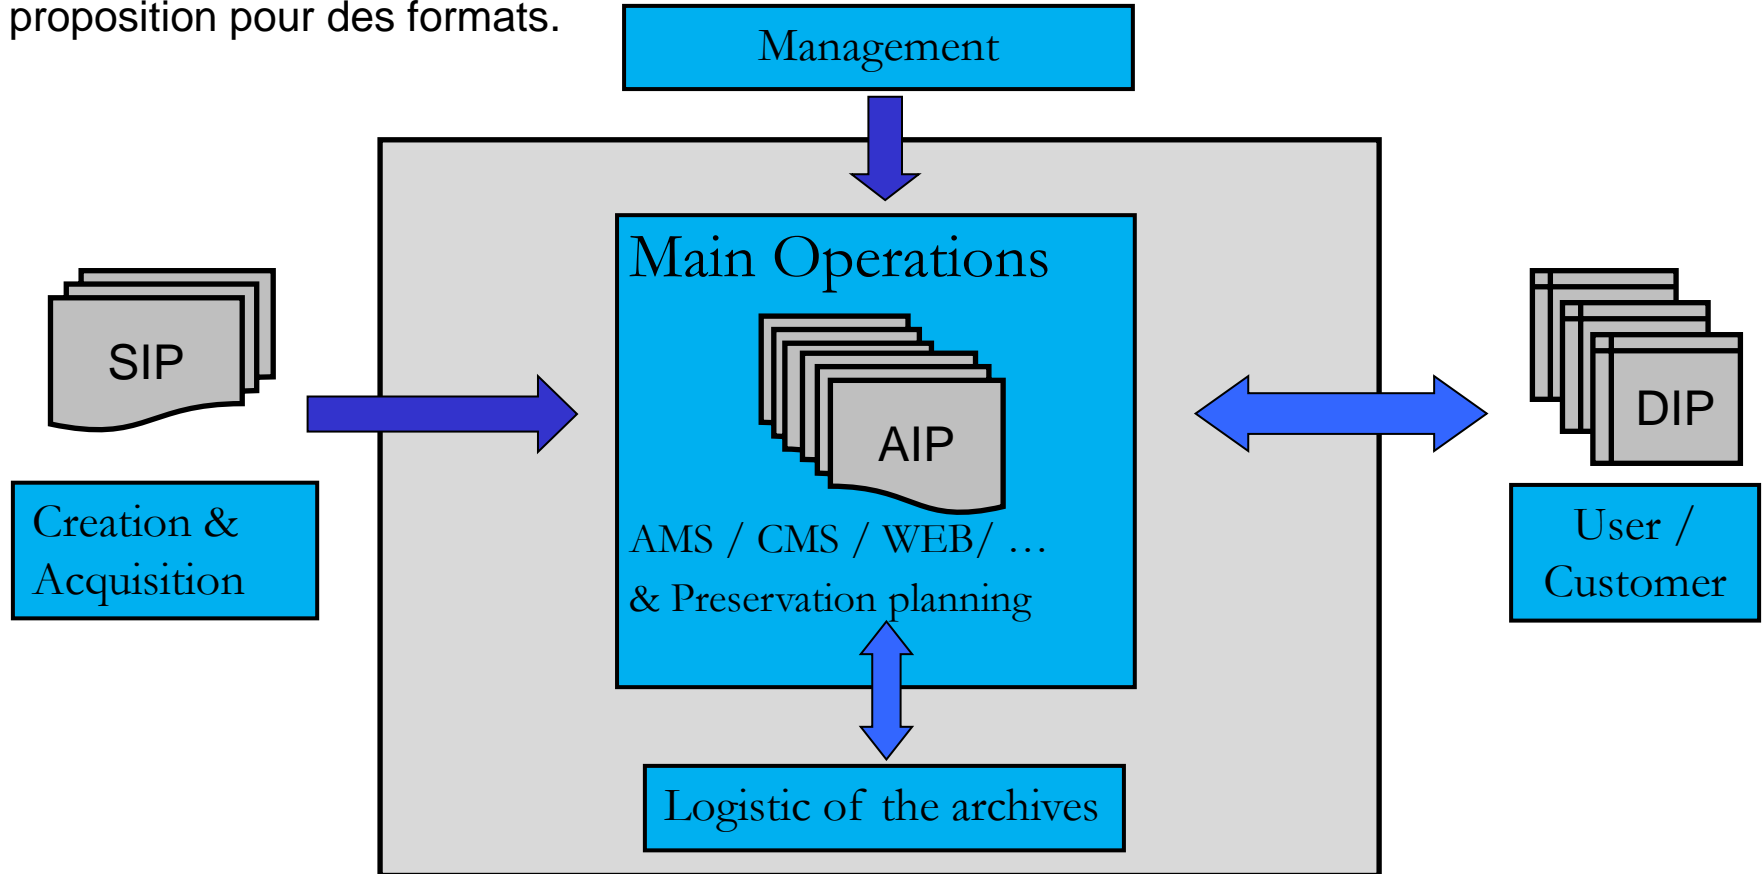 proposition pour des formats.
Management
Main Operations
SIP
AIP
DIP
Creation &
Acquisition
AMS / CMS / WEB/ …
& Preservation planning
User /
Customer
Logistic of the archives